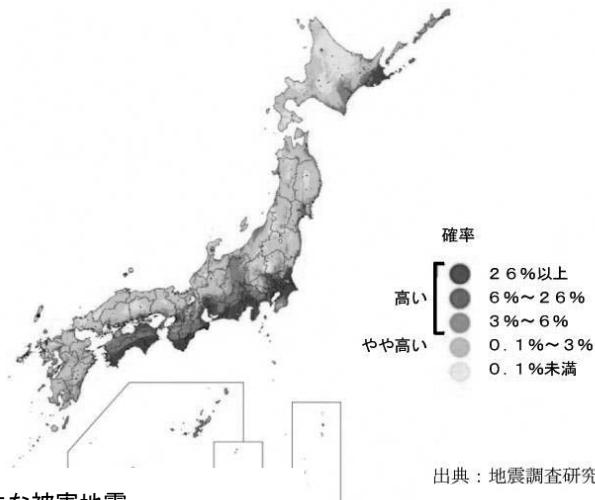 確率
高い
26%以上
6%～26%
3%～6%
やや高い
0.1%～3%
0.1%未満
出典：地震調査研究
な被害地震